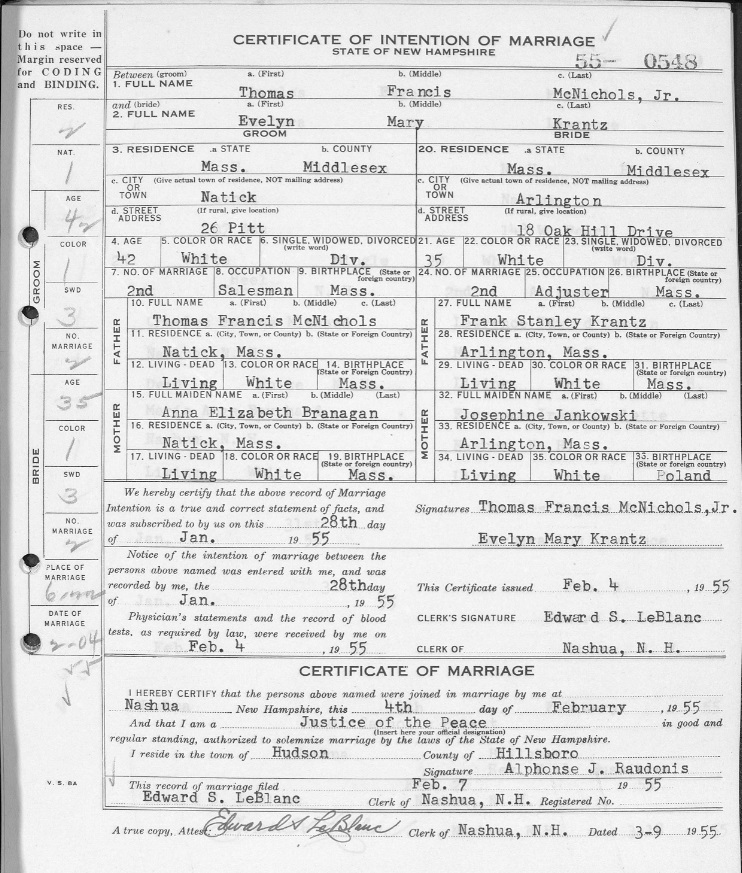 Do not write in
this space —
Margin reserved
for CODING
and BINDING.
CERTIFICATE OF INTENTION OF MARRIAGE
STATE OF NEW HAMPSHIRE
55- 0548
Between (groom) a. (First) b. (Middle) c. (Last)
1. FULL NAME Thomas Francis McNichols, Jr.
and (bride) a. (First) b. (Middle) c. (Last)
2. FULL NAME Evelyn Mary Krantz
GROOM BRIDE
3. RESIDENCE .a STATE b. COUNTY 20. RESIDENCE .a STATE b. COUNTY
Mass. Middlesex Mass. Middlesex
c. CITY OR TOWN (Give actual town of residence, NOT mailing address) c. CITY OR TOWN (Give actual town of residence, NOT mailing address)
Natick Arlington
d. STREET ADDRESS (If rural, give location) d. STREET ADDRESS (If rural, give location)
26 Pitt 18 Oak Hill Drive
4. AGE 5. COLOR OR RACE 6. SINGLE, WIDOWED, DIVORCED (write word) 21. AGE 22. COLOR OR RACE 23. SINGLE, WIDOWED, DIVORCED (write word)
42 White Div. 35 White Div.
7. NO. OF MARRIAGE 8. OCCUPATION 9. BIRTHPLACE (State or foreign country) 24. NO. OF MARRIAGE 25. OCCUPATION 26. BIRTHPLACE (State or foreign country)
2nd Salesman Mass. 2nd Adjuster Mass.
FATHER 10. FULL NAME a. (First) b. (Middle) c. (Last) FATHER 27. FULL NAME a. (First) b. (Middle) c. (Last)
Thomas Francis McNichols Frank Stanley Krantz
11. RESIDENCE a. (City, Town, or County) b. (State or Foreign Country) 28. RESIDENCE a. (City, Town, or County) b. (State or Foreign Country)
Natick, Mass. Arlington, Mass.
12. LIVING - DEAD 13. COLOR OR RACE 14. BIRTHPLACE (State or Foreign Country) 29. LIVING - DEAD 30. COLOR OR RACE 31. BIRTHPLACE (State or Foreign Country)
Living White Mass. Living White Mass.
MOTHER 15. FULL MAIDEN NAME a. (First) b. (Middle) (Last) MOTHER 32. FULL MAIDEN NAME a. (First) b. (Middle) (Last)
Anna Elizabeth Branagan Josephine Jankowski
16. RESIDENCE a. (City, Town, or County) b. (State or Foreign Country) 33. RESIDENCE a. (City, Town, or County) b. (State or Foreign Country)
Natick, Mass. Arlington, Mass.
17. LIVING - DEAD 18. COLOR OR RACE 19. BIRTHPLACE (State or foreign country) 34. LIVING - DEAD 35. COLOR OR RACE 33. BIRTHPLACE (State or foreign country)
Living White Mass. Living White Poland
We hereby certify that the above record of Marriage
Intention is a true and correct statement of facts, and
was subscribed to by us on this 28th day
of Jan. 19 55
Signatures Thomas Francis McNichols,Jr.
Evelyn Mary Krantz
Notice of the intention of marriage between the
persons above named was entered with me, and was
recorded by me, the 28th day
of Jan. , 19 55
This Certificate issued Feb. 4 , 19 55
Physician's statements and the record of blood
tests, as required by law, were received by me on
Feb. 4 , 19 55
CLERK'S SIGNATURE Edward S. LeBlanc
CLERK OF Nashua, N. H.
CERTIFICATE OF MARRIAGE
I HEREBY CERTIFY that the persons above named were joined in marriage by me at
Nashua New Hampshire, this 4th day of February , 19 55
And that I am a Justice of the Peace in good and
(Insert here your official designation)
regular standing, authorized to solemnize marriage by the laws of the State of New Hampshire.
I reside in the town of Hudson County of Hillsboro
Signature Alphonse J. Raudonis
This record of marriage filed Feb. 7 19 55
Edward S. LeBlanc Clerk of Nashua, N.H. Registered No.
A true copy, Attest: Edward S LeBlanc Clerk of Nashua, N.H. Dated 3-9 19 55
RES.
2
NAT.
1
GROOM
AGE
42
COLOR
1
SWD
3
NO. MARRIAGE
2
BRIDE
AGE
35
COLOR
1
SWD
3
NO. MARRIAGE
2
PLACE OF MARRIAGE
DATE OF MARRIAGE
2-04
55
V. S. 8A